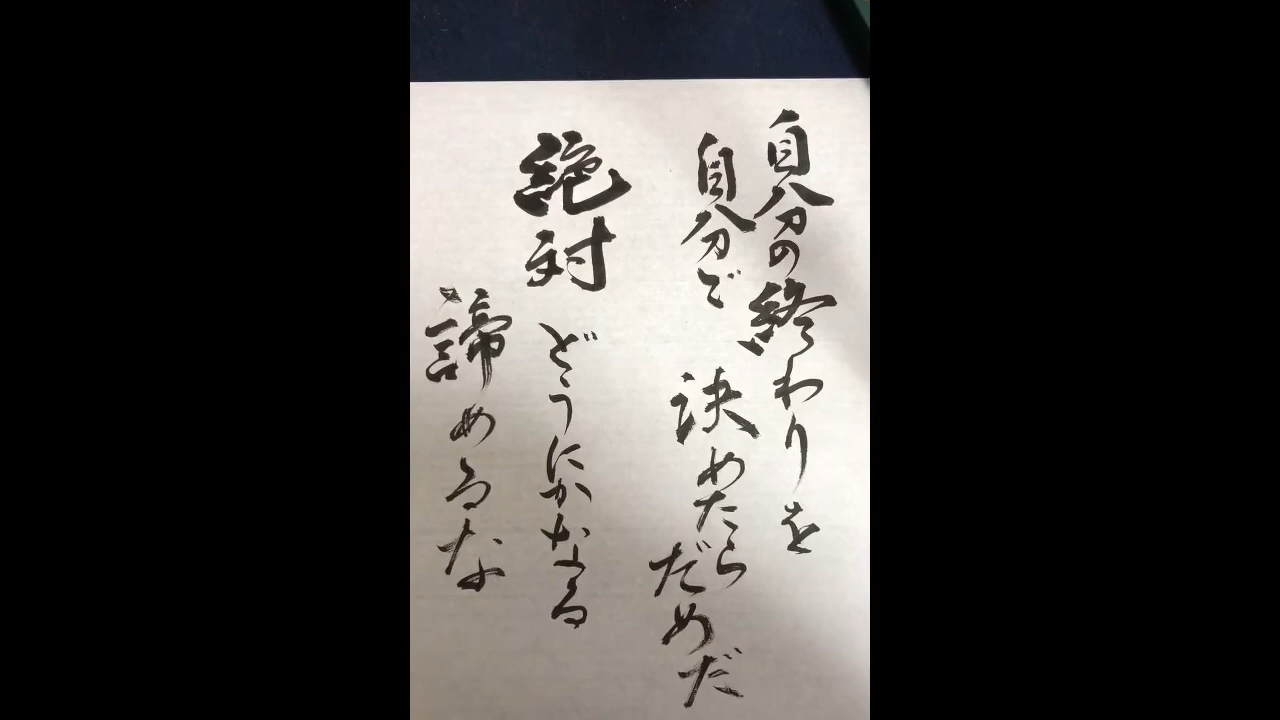 自分の終わりを
自分で決めたらだめだ
絶対どうにかなる
諦めるな